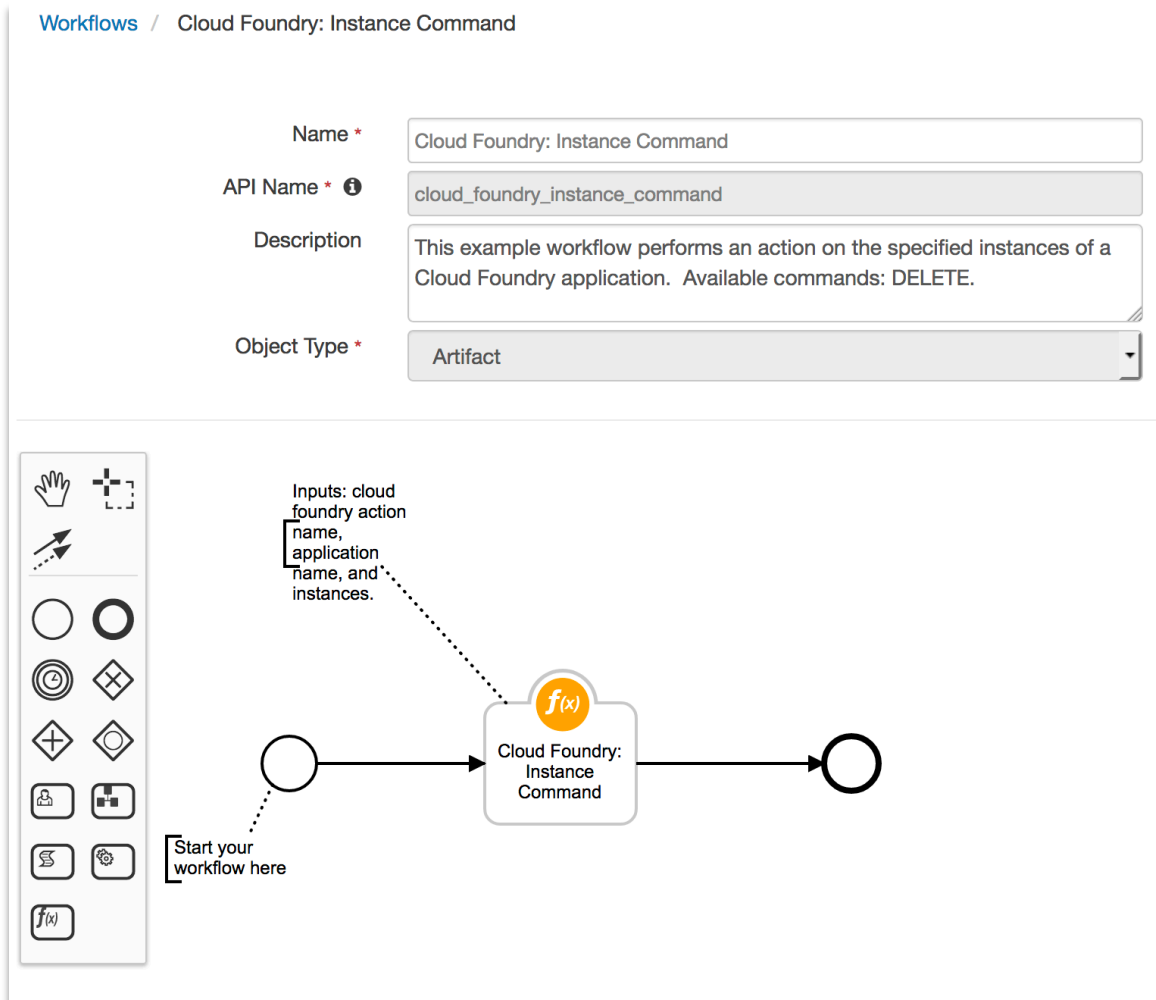 Workflows / Cloud Foundry: Instance Command
Name *
Cloud Foundry: Instance Command
API Name *
cloud_foundry_instance_command
Description
This example workflow performs an action on the specified instances of a
Cloud Foundry application.  Available commands: DELETE.
Object Type *
Artifact
Inputs: cloud
foundry action
name,
application
name, and
instances.
f(x)
Cloud Foundry:
Instance
Command
Start your
workflow here
f(x)